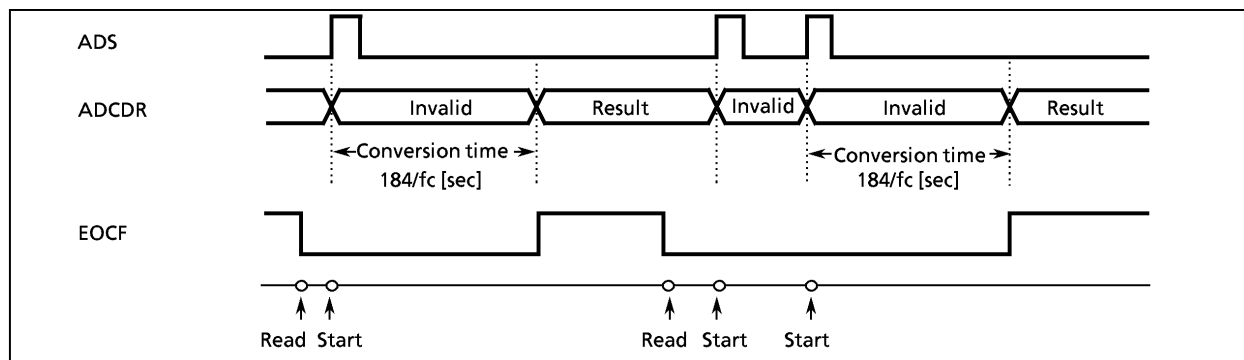 ADS
ADCDR
Invalid Result Invalid Invalid Result
Conversion time Conversion time
184/fc [sec] 184/fc [sec]
EOCF
Read Start Read Start Start